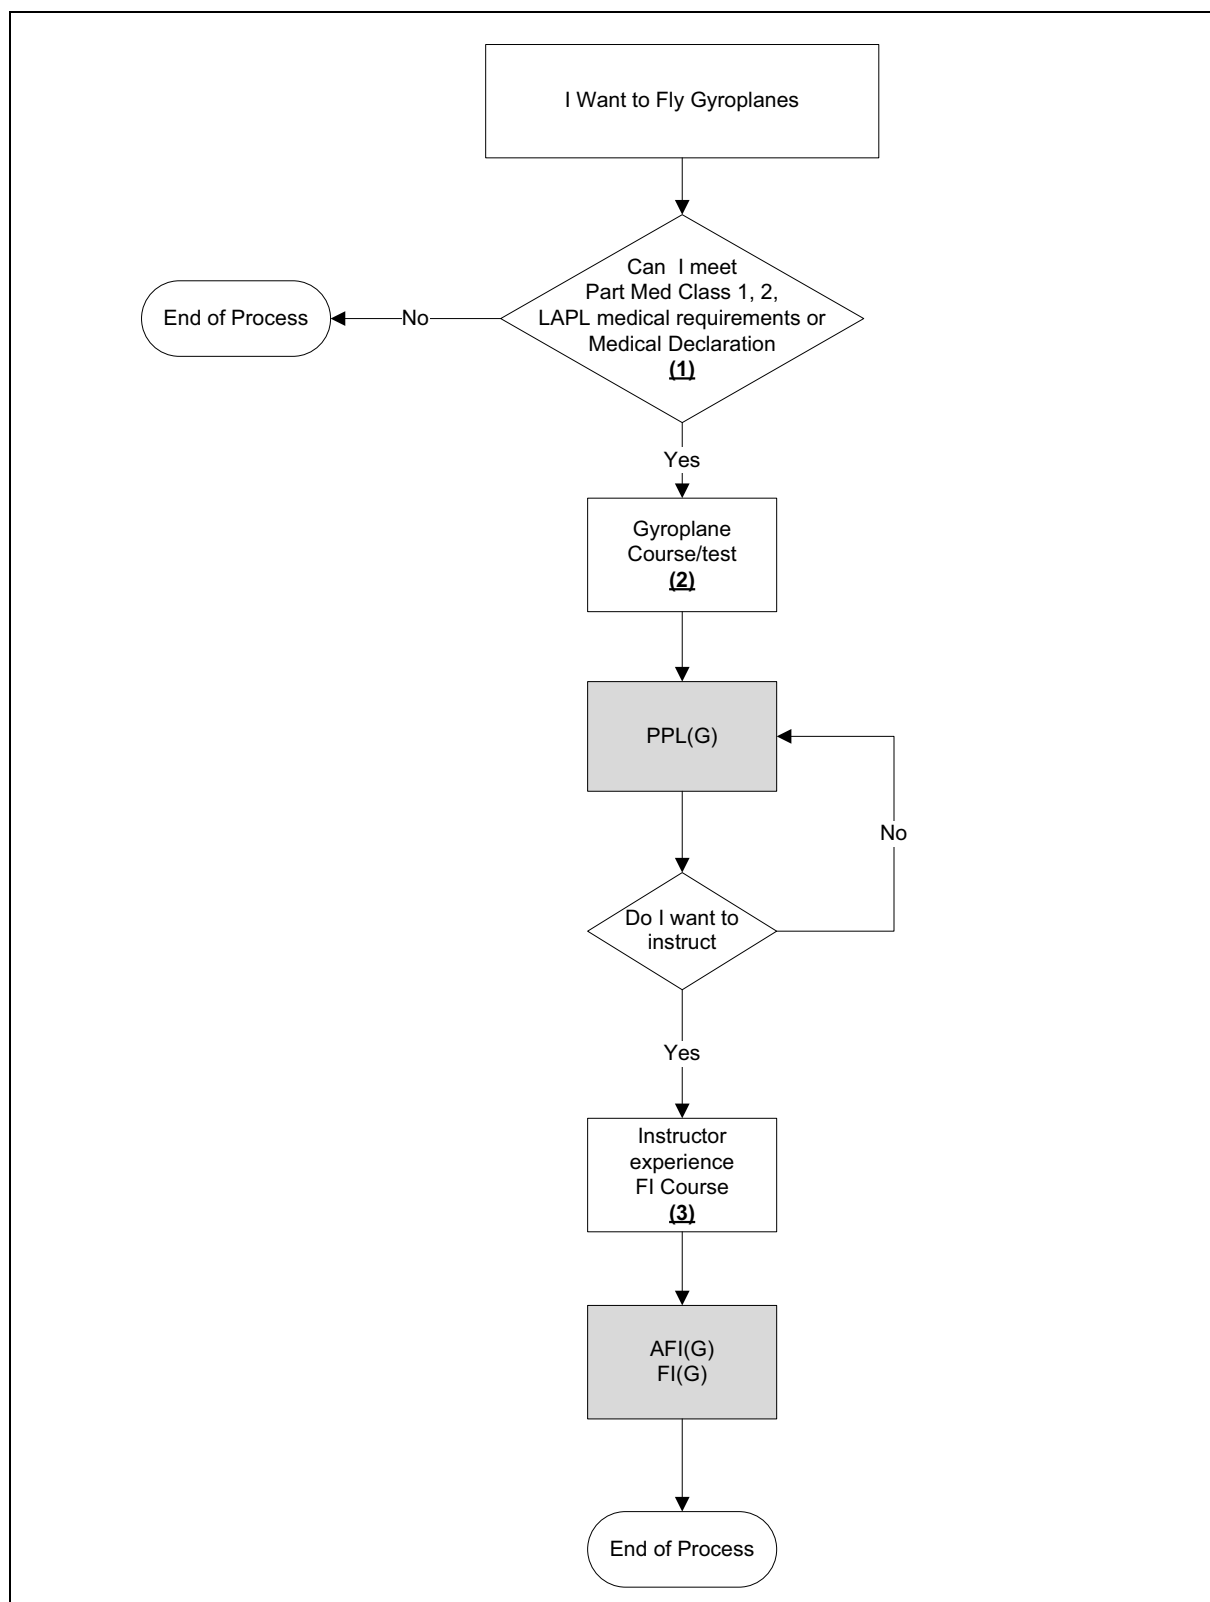 I Want to Fly Gyroplanes
Can I meet
Part Med Class 1, 2,
LAPL medical requirements or
Medical Declaration
(1)
No
End of Process
Yes
Gyroplane
Course/test
(2)
PPL(G)
No
Do I want to
instruct
Yes
Instructor
experience
FI Course
(3)
AFI(G)
FI(G)
End of Process